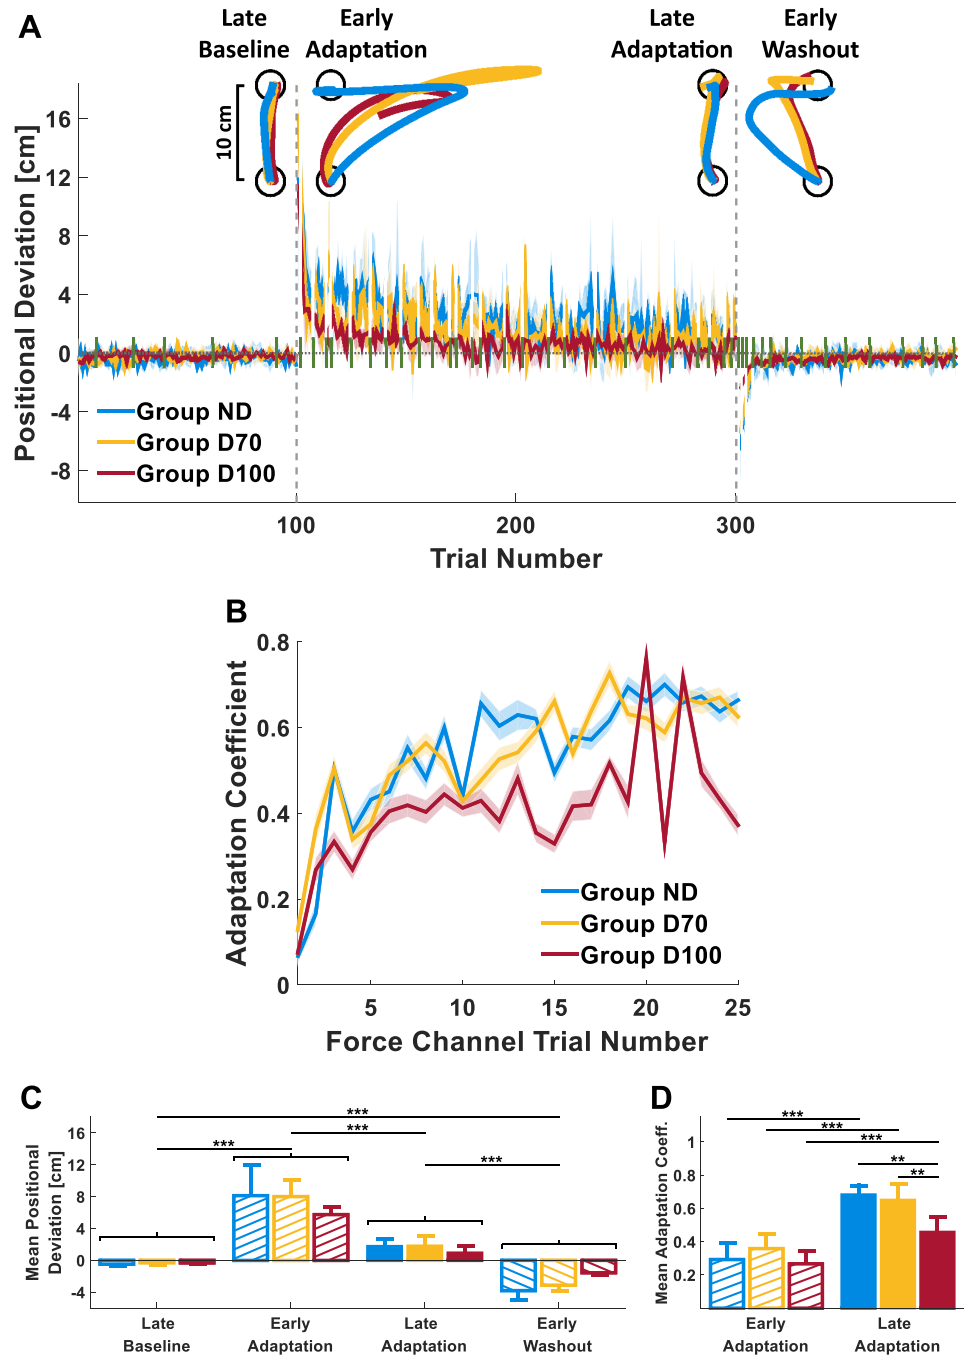 A
Late
Baseline
Early
Adaptation
Late
Adaptation
Early
Washout
10 cm
Positional Deviation [cm]
16
12
8
4
0
-4
-8
Group ND
Group D70
Group D100
100
200
300
Trial Number
B
Adaptation Coefficient
0.8
0.6
0.4
0.2
0
Group ND
Group D70
Group D100
5
10
15
20
25
Force Channel Trial Number
C
Mean Positional
Deviation [cm]
16
12
8
4
0
-4
***
***
***
***
Late
Baseline
Early
Adaptation
Late
Adaptation
Early
Washout
D
Mean Adaptation Coeff.
1
0.8
0.6
0.4
0.2
***
***
***
**
**
Early
Adaptation
Late
Adaptation